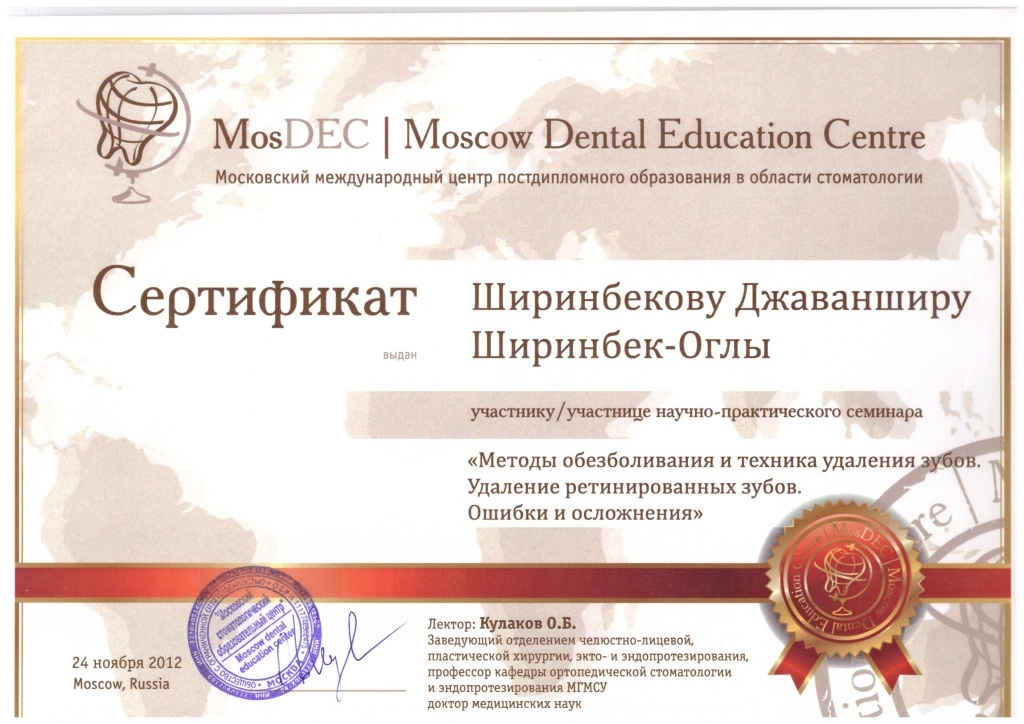 MosDEC | Moscow Dental Education Centre
Московский международный центр постдипломного образования в области стоматологии
Сертификат
выдан
Ширинбекову Джаванширу
Ширинбек-Оглы
участнику/участнице научно-практического семинара
«Методы обезболивания и техника удаления зубов.
Удаление ретинированных зубов.
Ошибки и осложнения»
MosDEC | Moscow Dental Education Centre
"Московский
стоматологический
образовательный центр"
Moscow dental
education center
МОСКВА
24 ноября 2012
Moscow, Russia
Лектор: Кулаков О.Б.
Заведующий отделением челюстно-лицевой,
пластической хирургии, экто- и эндопротезирования,
профессор кафедры ортопедической стоматологии
и эндопротезирования МГМСУ
доктор медицинских наук